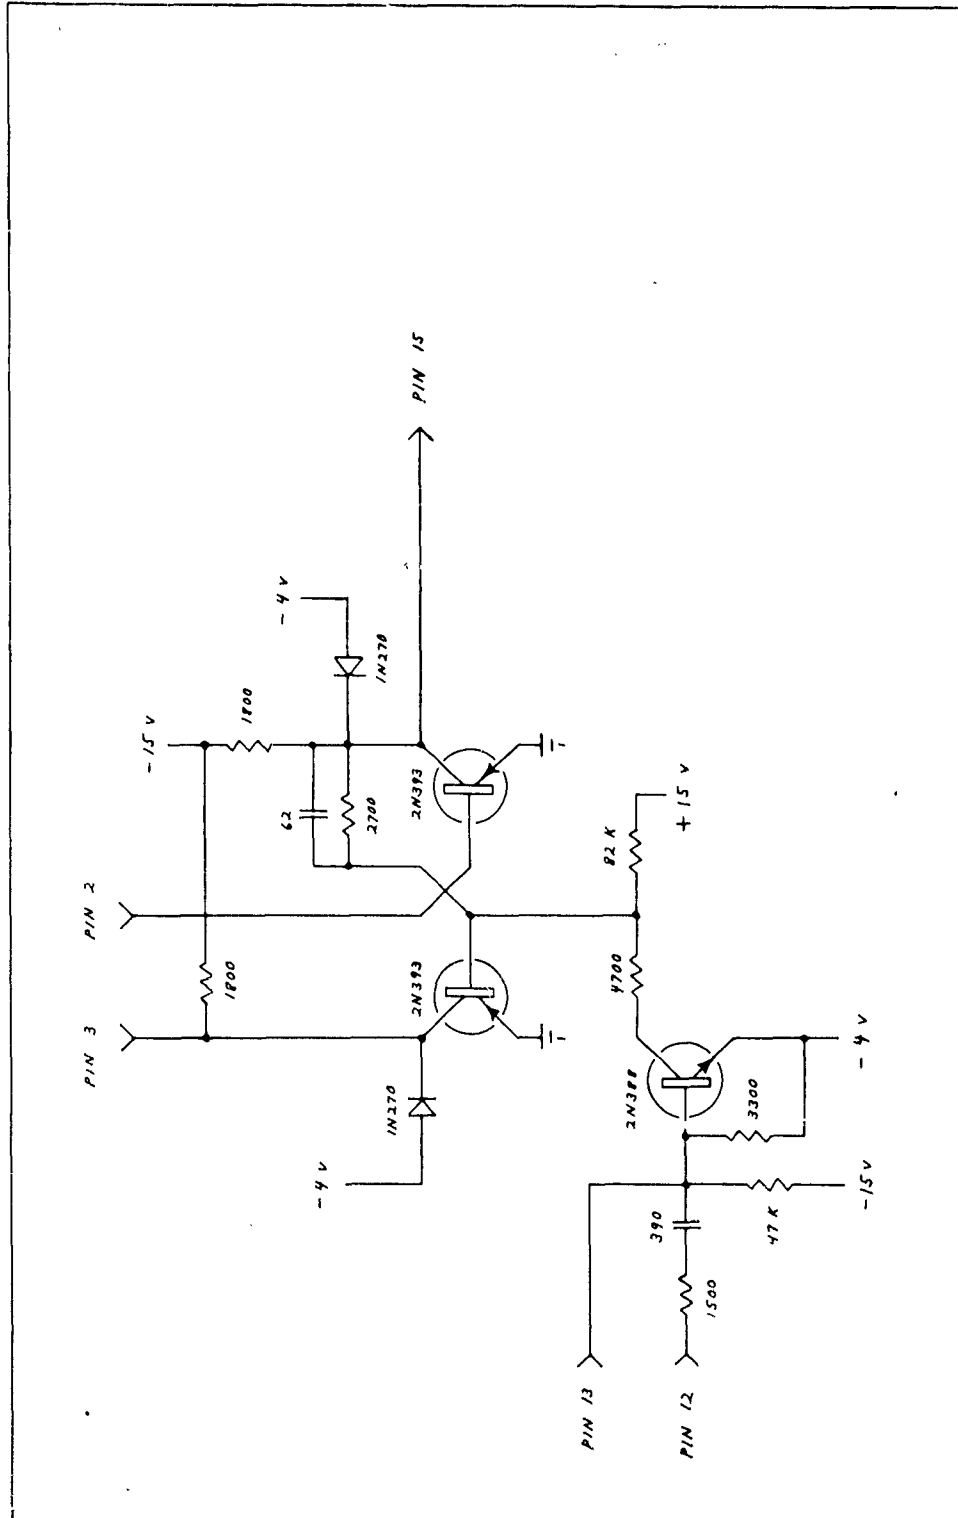 PIN 3
PIN 2
-15 V
1800
1800
-4 V
62
2700
1N270
PIN 15
1N270
-4 V
2N393
2N393
82 K
+15 V
4700
2N388
3300
-4 V
PIN 13
390
47 K
-15V
1500
PIN 12